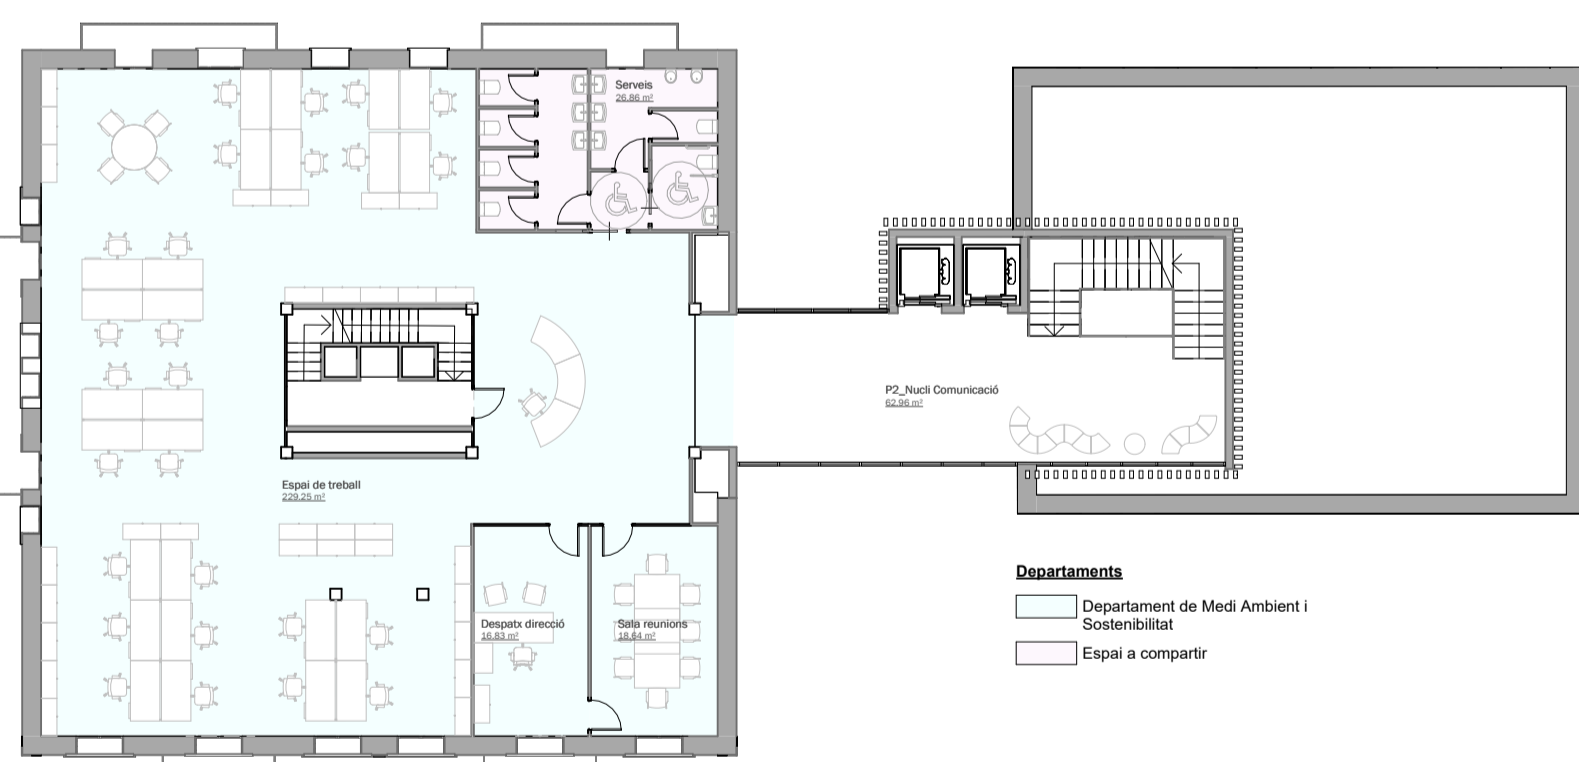 Serveis
26.86 m²
P2_Nucli Comunicació
62.96 m²
Espai de treball
229.25 m²
Despatx direcció
16.83 m²
Sala reunions
18.64 m²
Departaments
Departament de Medi Ambient i
Sostenibilitat
Espai a compartir